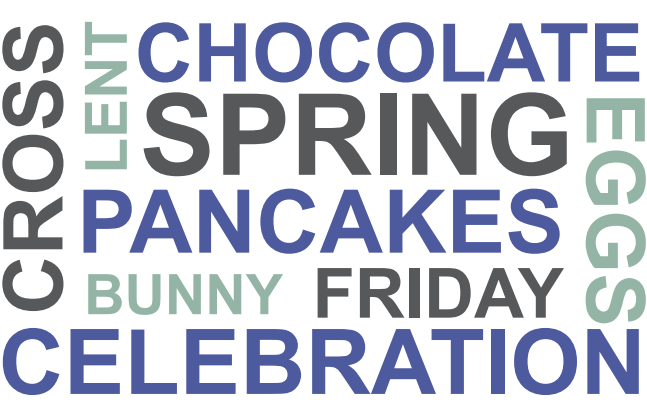 CROSS
LENT
CHOCOLATE
SPRING
EGGS
PANCAKES
BUNNY
FRIDAY
CELEBRATION